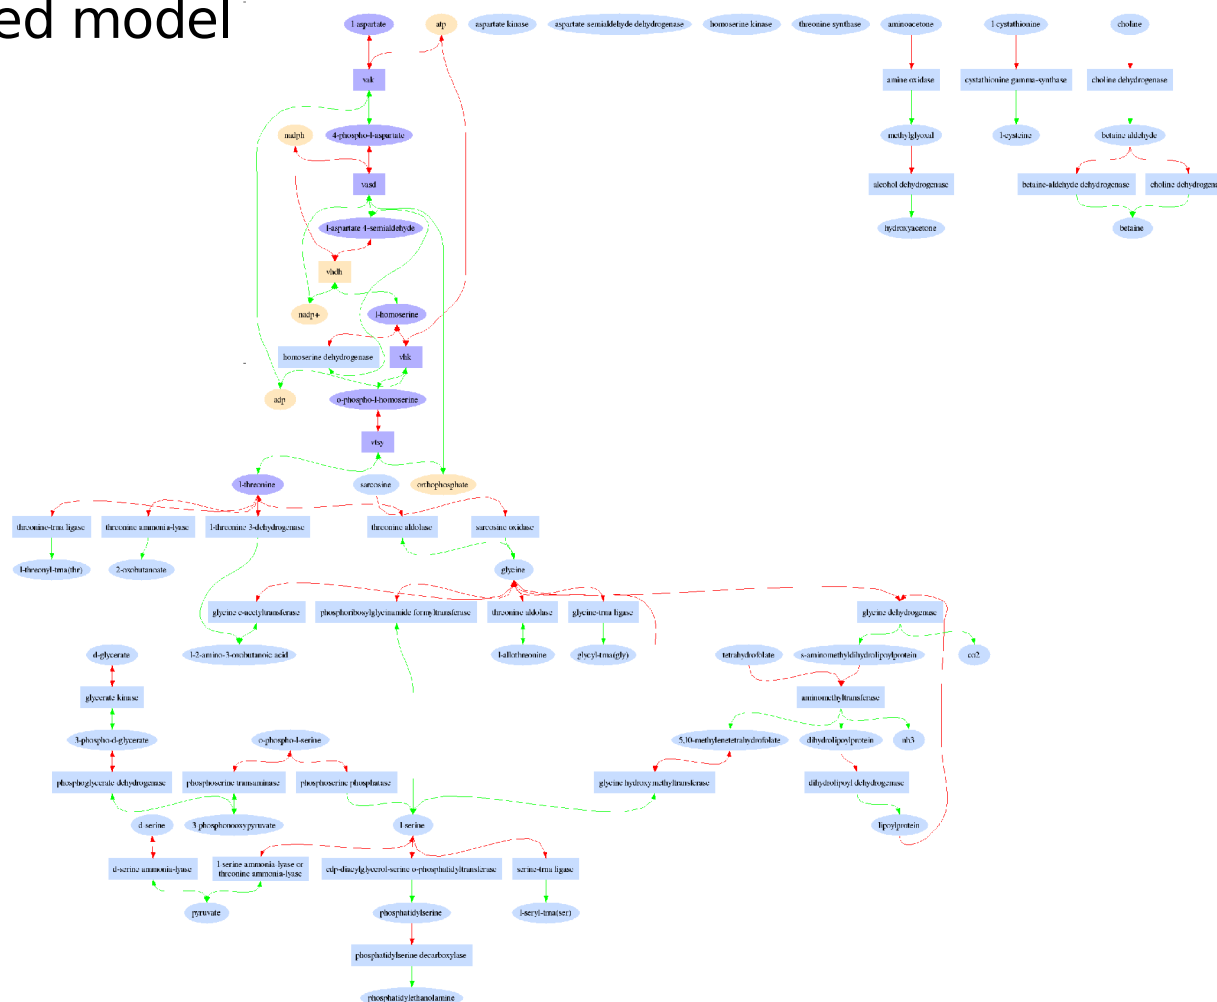 ed model
l-aspartate
atp
aspartate kinase
aspartate-semialdehyde dehydrogenase
homoserine kinase
threonine synthase
aminoacetone
l-cystathionine
choline
vak
amine oxidase
cystathionine gamma-synthase
choline dehydrogenase
nadph
4-phospho-l-aspartate
methylglyoxal
l-cysteine
betaine aldehyde
vasd
alcohol dehydrogenase
betaine-aldehyde dehydrogenase
choline dehydrogena
l-aspartate 4-semialdehyde
hydroxyacetone
betaine
vhdh
nadp+
l-homoserine
homoserine dehydrogenase
vhk
adp
o-phospho-l-homoserine
vtsy
l-threonine
sarcosine
orthophosphate
threonine-trna ligase
threonine ammonia-lyase
l-threonine 3-dehydrogenase
threonine aldolase
sarcosine oxidase
l-threonyl-trna(thr)
2-oxobutanoate
glycine
glycine c-acetyltransferase
phosphoribosylglycinamide formyltransferase
threonine aldolase
glycine-trna ligase
glycine dehydrogenase
d-glycerate
l-2-amino-3-oxobutanoic acid
l-allothreonine
glycyl-trna(gly)
tetrahydrofolate
s-aminomethyldihydrolipoylprotein
co2
glycerate kinase
aminomethyltransferase
3-phospho-d-glycerate
o-phospho-l-serine
5,10-methylenetetrahydrofolate
dihydrolipoylprotein
nh3
phosphoglycerate dehydrogenase
phosphoserine transaminase
phosphoserine phosphatase
glycine hydroxymethyltransferase
dihydrolipoyl dehydrogenase
d-serine
3-phosphonooxypyruvate
l-serine
lipoylprotein
d-serine ammonia-lyase
l-serine ammonia-lyase or
threonine ammonia-lyase
cdp-diacylglycerol-serine o-phosphatidyltransferase
serine-trna ligase
pyruvate
phosphatidylserine
l-seryl-trna(ser)
phosphatidylserine decarboxylase
phosphatidylethanolamine